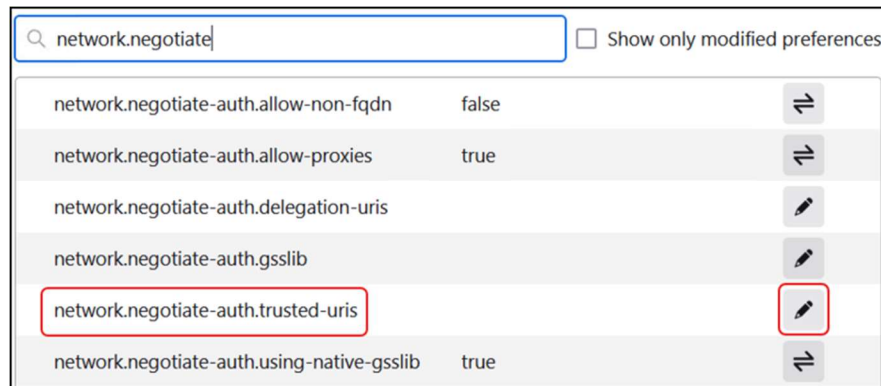 network.negotiate Show only modified preferences
network.negotiate-auth.allow-non-fqdn false
network.negotiate-auth.allow-proxies true
network.negotiate-auth.delegation-uris
network.negotiate-auth.gsslib
network.negotiate-auth.trusted-uris
network.negotiate-auth.using-native-gsslib true